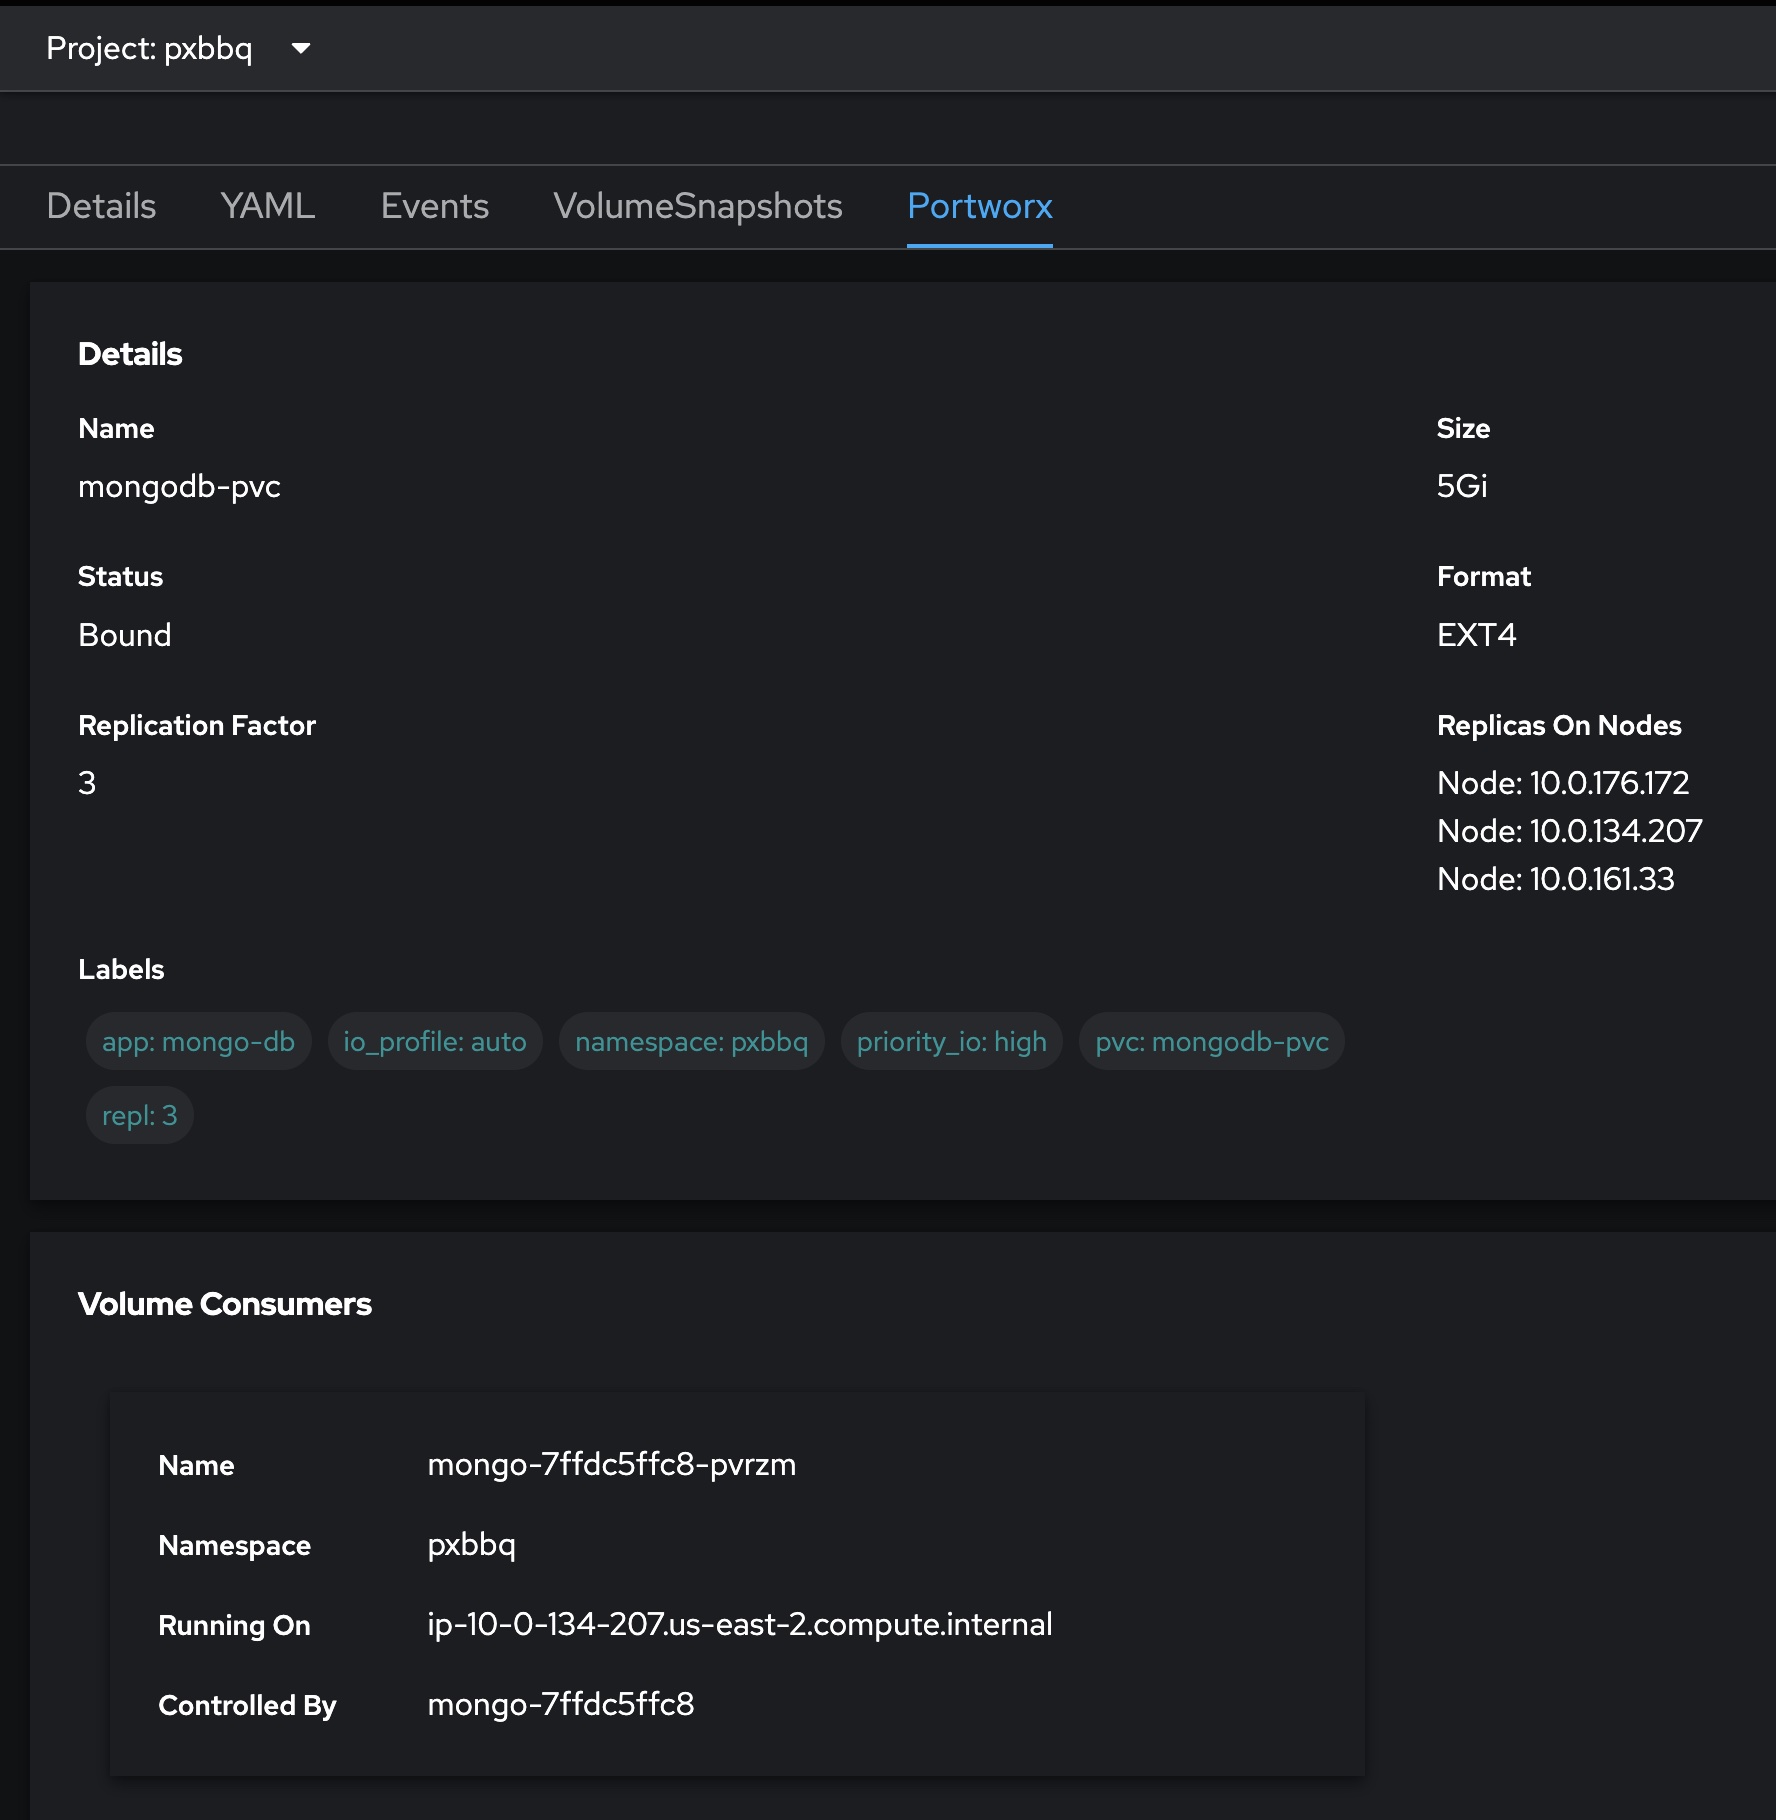 Project: pxbbq
Details YAML Events VolumeSnapshots Portworx
Details
Name
mongodb-pvc
Size
5Gi
Status
Bound
Format
EXT4
Replication Factor
3
Replicas On Nodes
Node: 10.0.176.172
Node: 10.0.134.207
Node: 10.0.161.33
Labels
app: mongo-db io_profile: auto namespace: pxbbq priority_io: high pvc: mongodb-pvc
repl: 3
Volume Consumers
Name mongo-7ffdc5ffc8-pvrzm
Namespace pxbbq
Running On ip-10-0-134-207.us-east-2.compute.internal
Controlled By mongo-7ffdc5ffc8